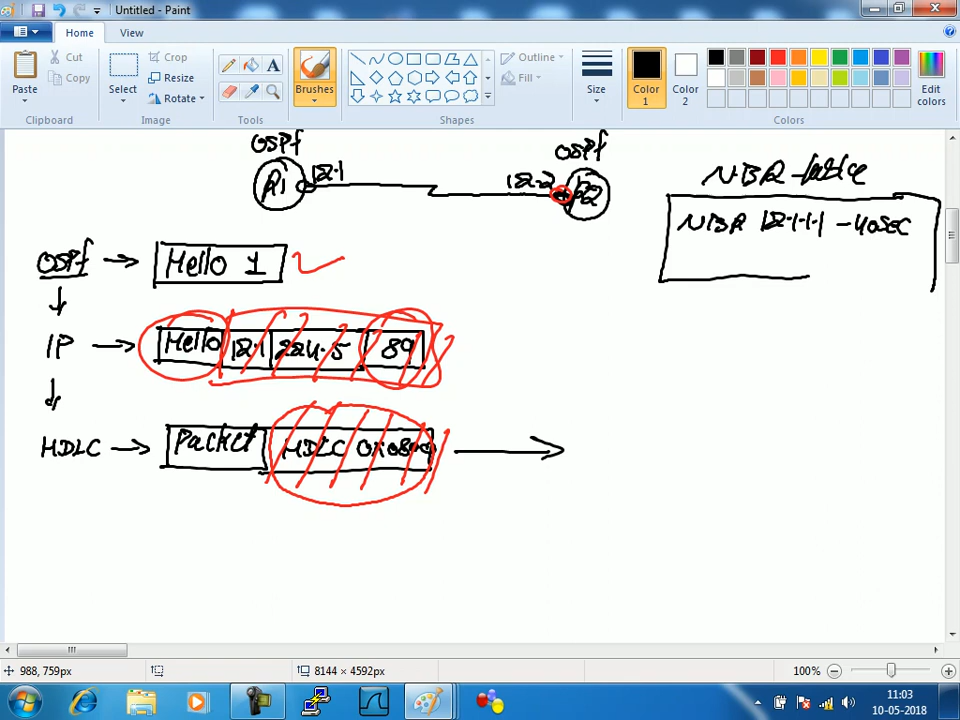 Untitled - Paint
Home View
Paste
Cut
Copy
Clipboard
Select
Crop
Resize
Rotate
Image
A
Tools
Brushes
Outline
Fill
Shapes
Size
Color 1
Color 2
Edit colors
Colors
OSPf OSPf
R1 12.1 12.2 R2
NBR table
NBR 12.1.1.1 - 40sec
OSPf Hello 1
IP Hello 12.1 224.5 89
HDLC Packet HDLC 0x0800
988, 759px 8144 × 4592px 100%
11:03
10-05-2018